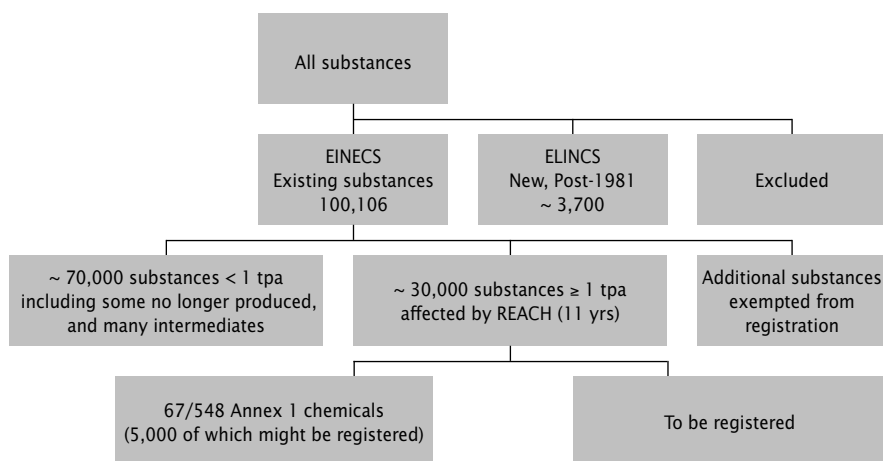 All substances
EINECS
Existing substances
100,106
ELINCS
New, Post-1981
~ 3,700
Excluded
~ 70,000 substances < 1 tpa
including some no longer produced,
and many intermediates
~ 30,000 substances ≥ 1 tpa
affected by REACH (11 yrs)
Additional substances
exempted from
registration
67/548 Annex 1 chemicals
(5,000 of which might be registered)
To be registered